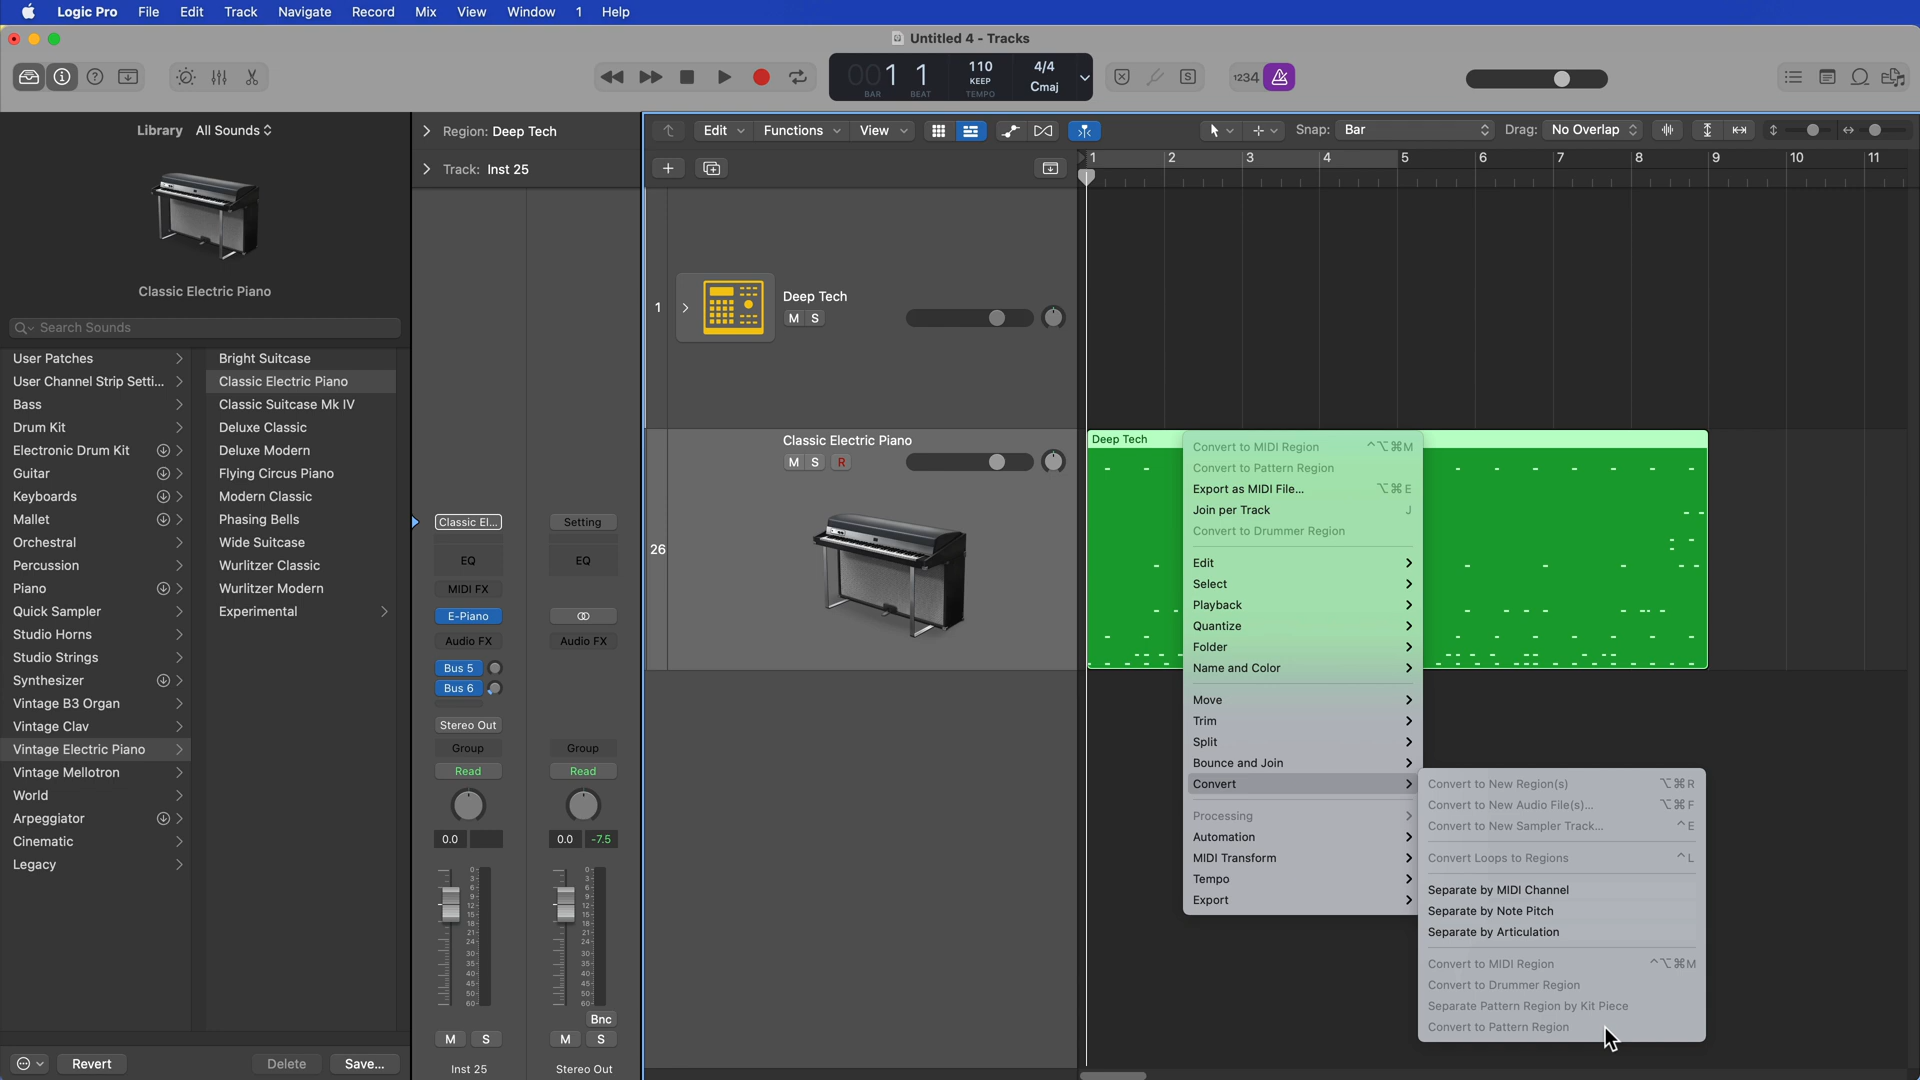 Logic Pro File Edit Track Navigate Record Mix View Window 1 Help
Untitled 4 - Tracks
001 1
BAR BEAT
110
KEEP
TEMPO
4/4
Cmaj
S
1234
Library All Sounds
Classic Electric Piano
Search Sounds
User Patches
User Channel Strip Setti...
Bass
Drum Kit
Electronic Drum Kit
Guitar
Keyboards
Mallet
Orchestral
Percussion
Piano
Quick Sampler
Studio Horns
Studio Strings
Synthesizer
Vintage B3 Organ
Vintage Clav
Vintage Electric Piano
Vintage Mellotron
World
Arpeggiator
Cinematic
Legacy
Bright Suitcase
Classic Electric Piano
Classic Suitcase Mk IV
Deluxe Classic
Deluxe Modern
Flying Circus Piano
Modern Classic
Phasing Bells
Wide Suitcase
Wurlitzer Classic
Wurlitzer Modern
Experimental
Revert
Delete
Save...
Region: Deep Tech
Track: Inst 25
Classic El...
EQ
MIDI FX
E-Piano
Audio FX
Bus 5
Bus 6
Stereo Out
Group
Read
0.0
M S
Inst 25
Setting
EQ
Audio FX
Group
Read
0.0 -7.5
Bnc
M S
Stereo Out
Edit Functions View
Snap: Bar
Drag: No Overlap
1 2 3 4 5 6 7 8 9 10 11
1
Deep Tech
M S
26
Classic Electric Piano
M S R
Deep Tech
Convert to MIDI Region ⌃⌥⌘M
Convert to Pattern Region
Export as MIDI File... ⌥⌘E
Join per Track J
Convert to Drummer Region
Edit
Select
Playback
Quantize
Folder
Name and Color
Move
Trim
Split
Bounce and Join
Convert
Processing
Automation
MIDI Transform
Tempo
Export
Convert to New Region(s) ⌥⌘R
Convert to New Audio File(s)... ⌥⌘F
Convert to New Sampler Track... ⌃E
Convert Loops to Regions ⌃L
Separate by MIDI Channel
Separate by Note Pitch
Separate by Articulation
Convert to MIDI Region ⌃⌥⌘M
Convert to Drummer Region
Separate Pattern Region by Kit Piece
Convert to Pattern Region